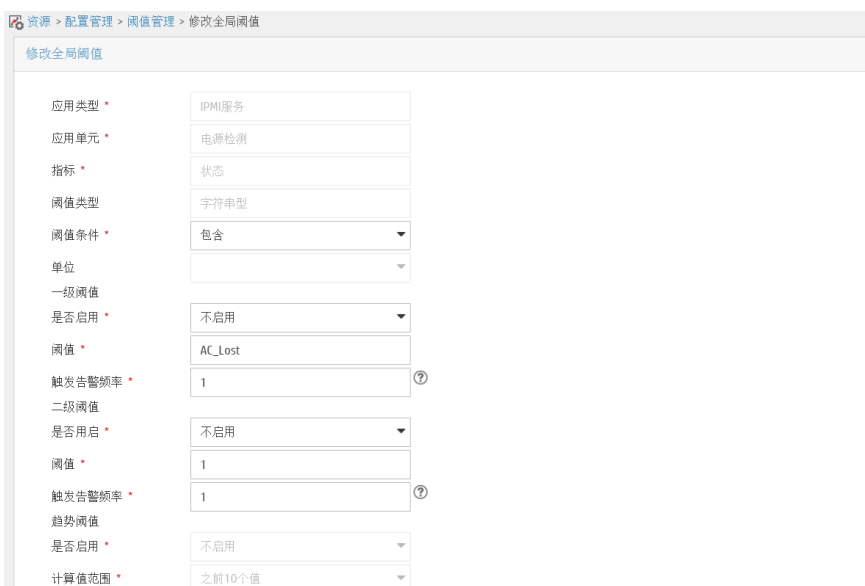 资源 > 配置管理 > 阈值管理 > 修改全局阈值
修改全局阈值
应用类型 * IPMI服务
应用单元 * 电源检测
指标 * 状态
阈值类型 字符串型
阈值条件 * 包含
单位
一级阈值
是否启用 * 不启用
阈值 * AC_Lost
触发告警频率 * 1
二级阈值
是否用启 * 不启用
阈值 * 1
触发告警频率 * 1
趋势阈值
是否启用 * 不启用
计算值范围 * 之前10个值